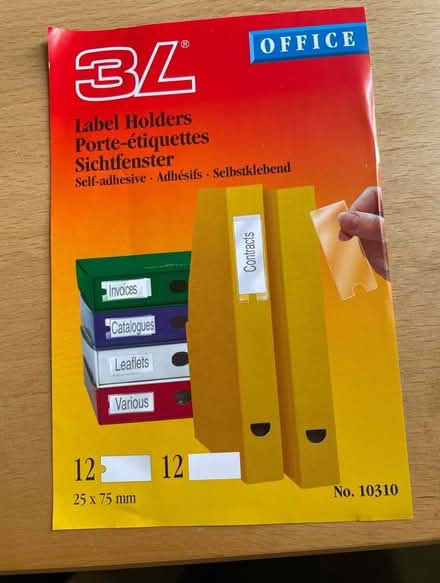 3L®
OFFICE
Label Holders
Porte-étiquettes
Sichtfenster
Self-adhesive · Adhésifs · Selbstklebend
Contracts
Invoices
Catalogues
Leaflets
Various
12 12
25 x 75 mm
No. 10310